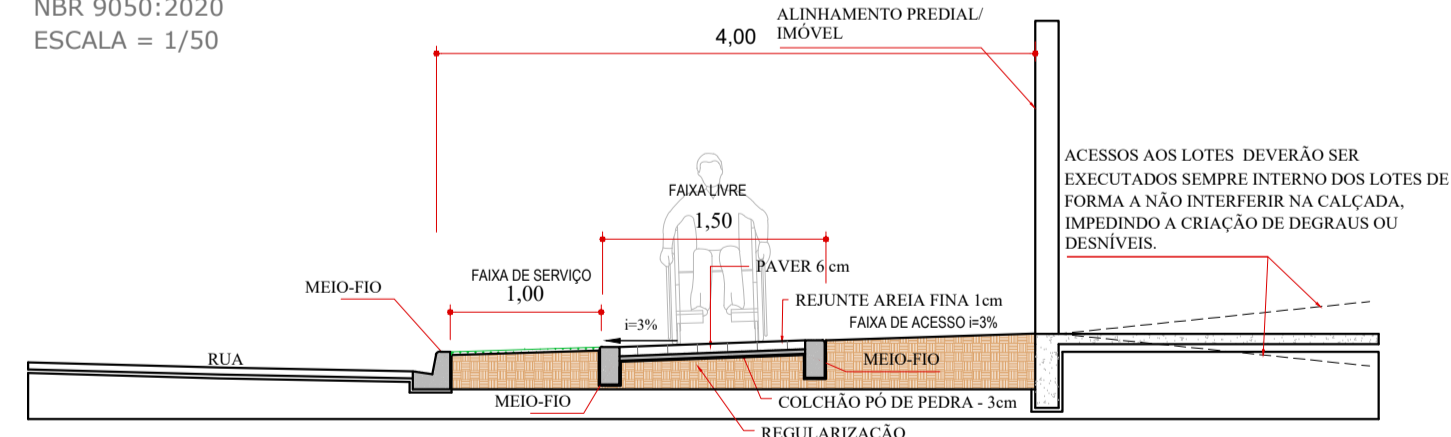 NBR 9050:2020
ESCALA = 1/50
ALINHAMENTO PREDIAL/
IMÓVEL
4,00
ACESSOS AOS LOTES DEVERÃO SER
EXECUTADOS SEMPRE INTERNO DOS LOTES DE
FORMA A NÃO INTERFERIR NA CALÇADA,
IMPEDINDO A CRIAÇÃO DE DEGRAUS OU
DESNÍVEIS.
FAIXA LIVRE
1,50
PAVER 6 cm
FAIXA DE SERVIÇO
1,00
MEIO-FIO
REJUNTE AREIA FINA 1cm
i=3%
FAIXA DE ACESSO i=3%
RUA
MEIO-FIO
MEIO-FIO
COLCHÃO PÓ DE PEDRA - 3cm
REGULARIZAÇÃO